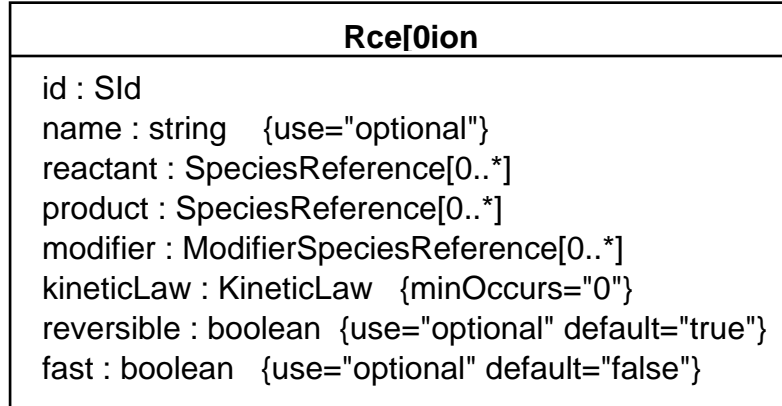 Rce[0ion
id : SId
name : string {use="optional"}
reactant : SpeciesReference[0..*]
product : SpeciesReference[0..*]
modifier : ModifierSpeciesReference[0..*]
kineticLaw : KineticLaw {minOccurs="0"}
reversible : boolean {use="optional" default="true"}
fast : boolean {use="optional" default="false"}